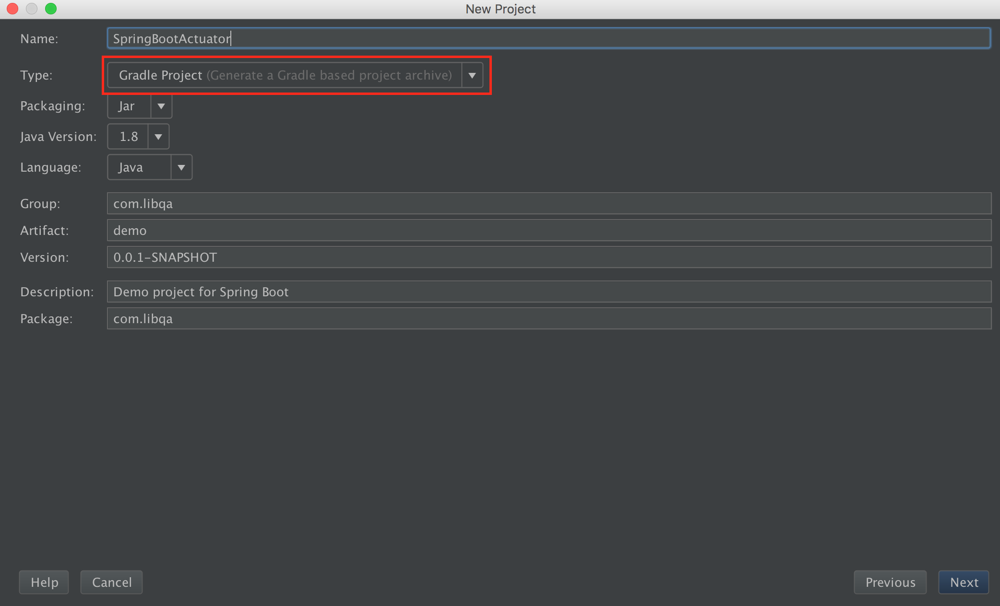 New Project
Name: SpringBootActuator
Type: Gradle Project (Generate a Gradle based project archive)
Packaging: Jar
Java Version: 1.8
Language: Java
Group: com.libqa
Artifact: demo
Version: 0.0.1-SNAPSHOT
Description: Demo project for Spring Boot
Package: com.libqa
Help Cancel Previous Next